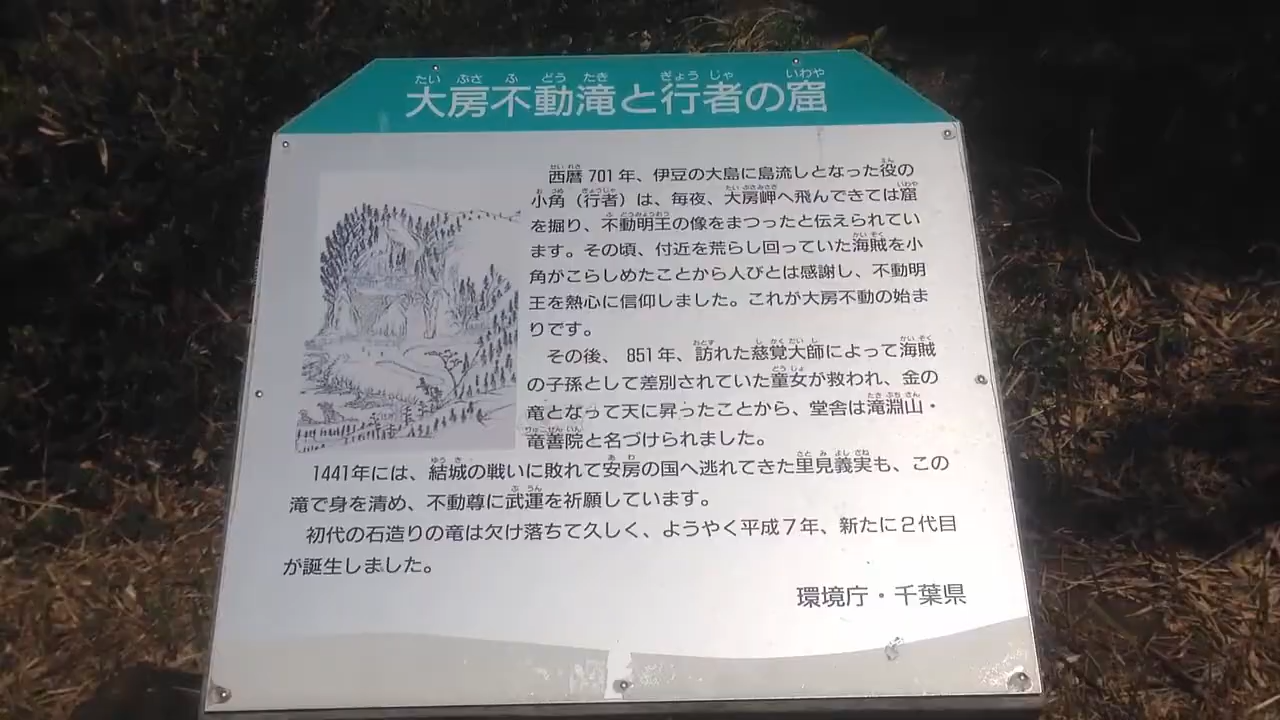 大房不動滝と行者の窟
西暦 701年、伊豆の大島に島流しとなった役の
小角（行者）は、毎夜、大房岬へ飛んできては窟
を掘り、不動明王の像をまつったと伝えられてい
ます。その頃、付近を荒らし回っていた海賊を小
角がこらしめたことから人びとは感謝し、不動明
王を熱心に信仰しました。これが大房不動の始ま
りです。
その後、851年、訪れた慈覚大師によって海賊
の子孫として差別されていた童女が救われ、金の
竜となって天に昇ったことから、堂舎は滝淵山・
竜善院と名づけられました。
1441年には、結城の戦いに敗れて安房の国へ逃れてきた里見義実も、この
滝で身を清め、不動尊に武運を祈願しています。
初代の石造りの竜は欠け落ちて久しく、ようやく平成７年、新たに２代目
が誕生しました。
環境庁・千葉県